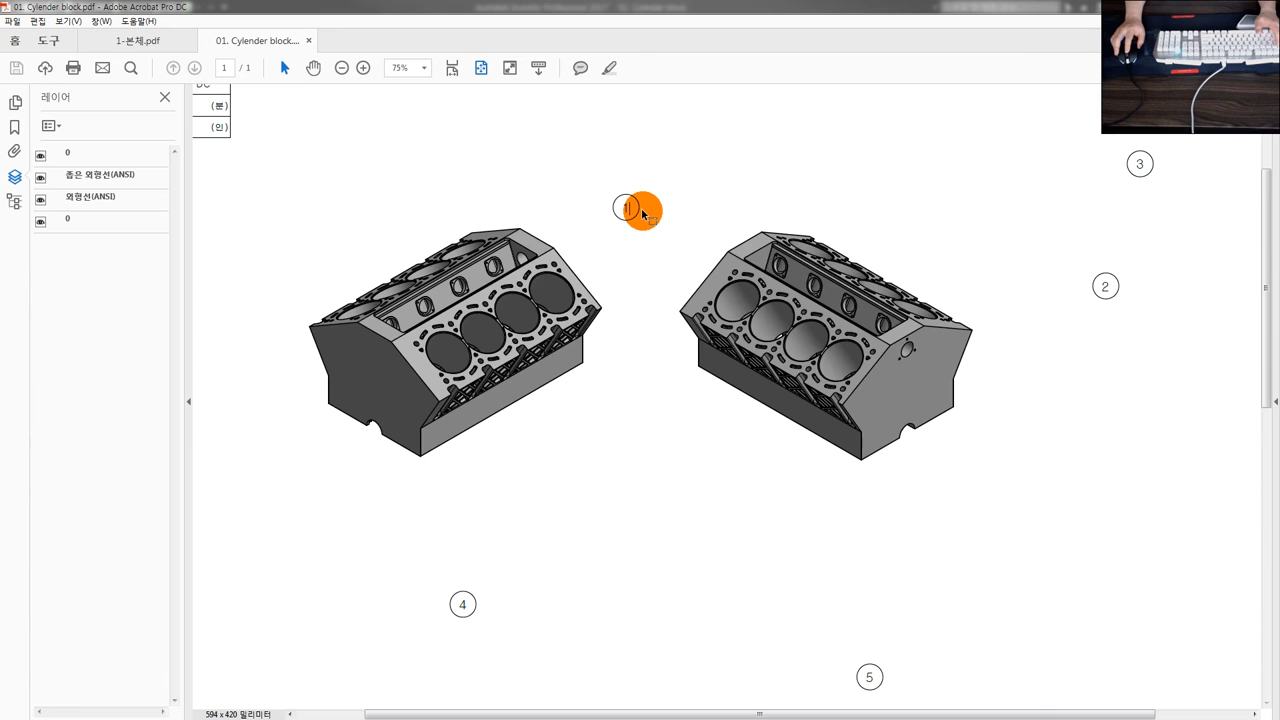 01. Cylender block.pdf - Adobe Acrobat Pro DC
파일 편집 보기(V) 창(W) 도움말(H)
홈 도구 1-본체.pdf 01. Cylender block.... ×
1 / 1 75%
레이어
0
좁은 외형선(ANSI)
외형선(ANSI)
0
(분)
(인)
3
2
4
5
594 x 420 밀리미터